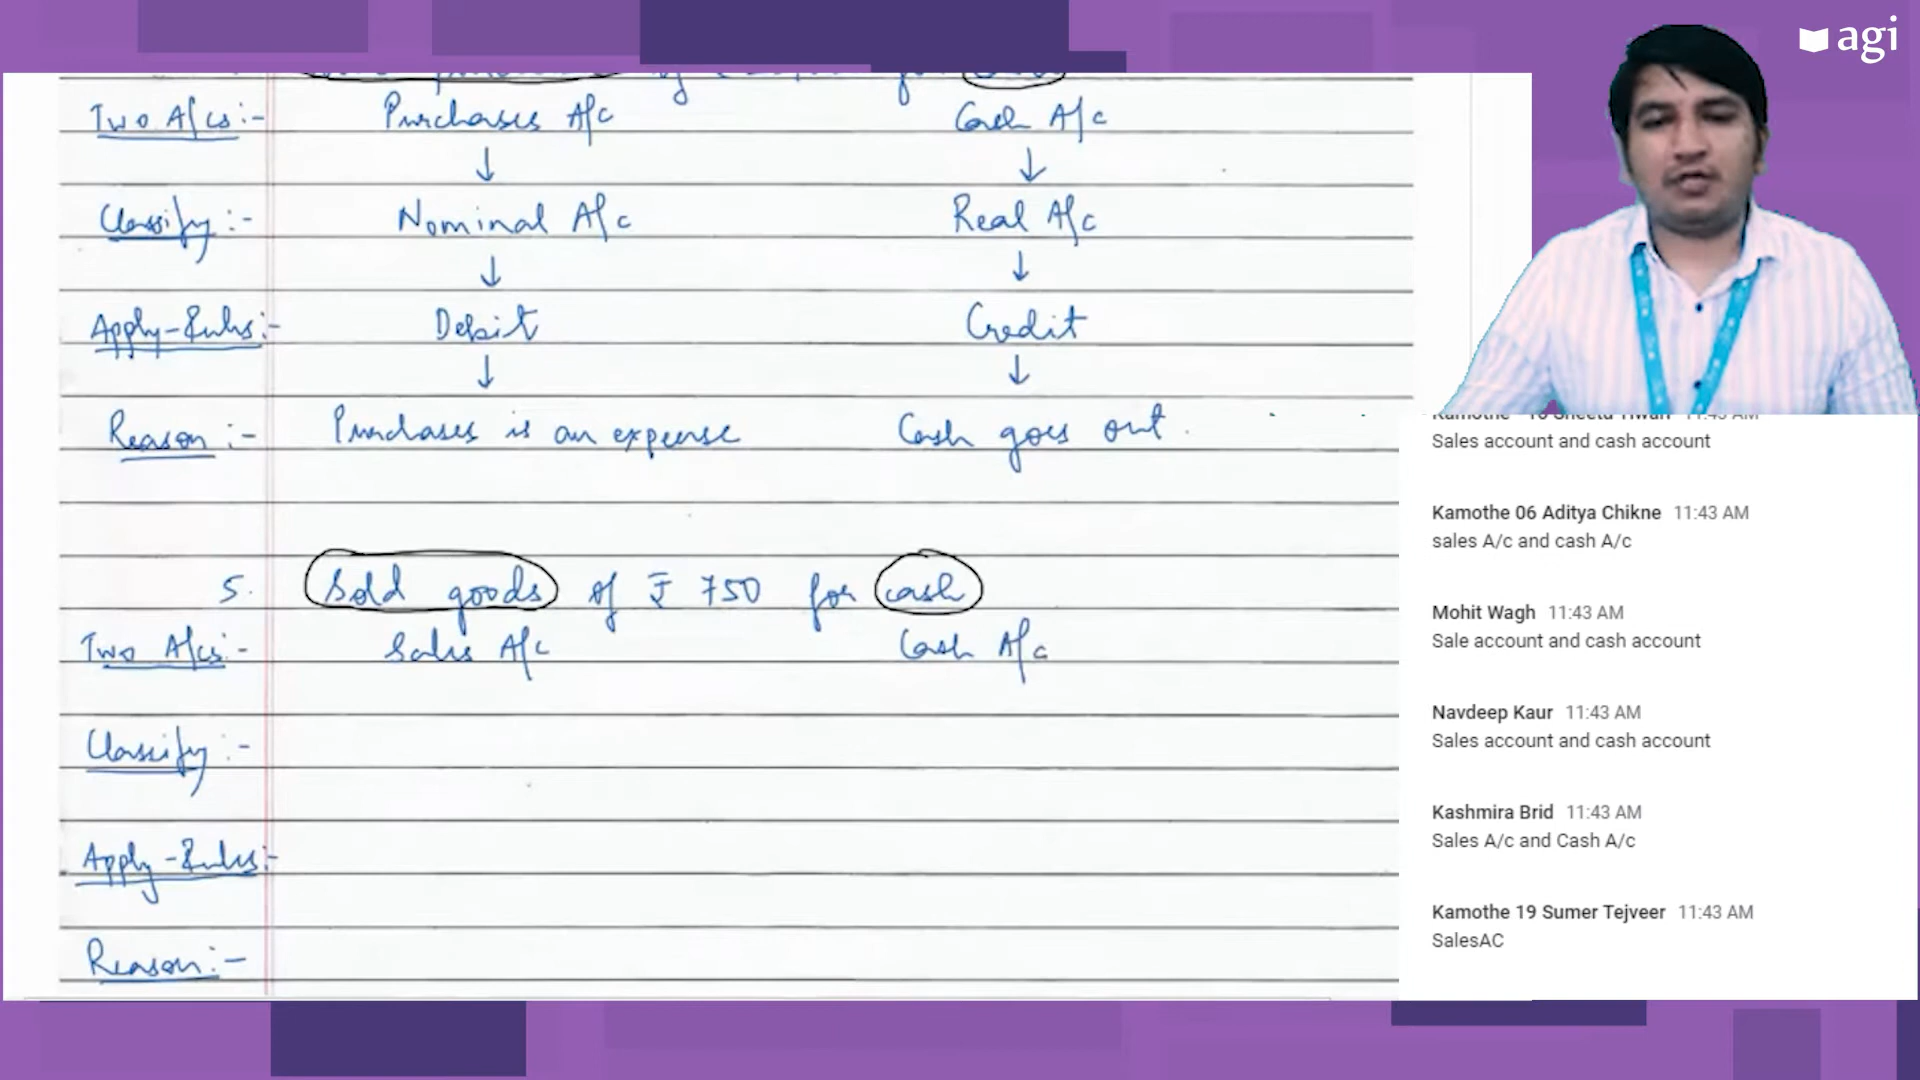 agi
Two A/cs:- Purchases A/c Cash A/c
Classify:- Nominal A/c Real A/c
Apply-Rules:- Debit Credit
Reason:- Purchases is an expense Cash goes out.
5. Sold goods of ₹ 750 for cash
Two A/cs:- Sales A/c Cash A/c
Classify:-
Apply-Rules:-
Reason:-
11:43 AM
Sales account and cash account
Kamothe 06 Aditya Chikne 11:43 AM
sales A/c and cash A/c
Mohit Wagh 11:43 AM
Sale account and cash account
Navdeep Kaur 11:43 AM
Sales account and cash account
Kashmira Brid 11:43 AM
Sales A/c and Cash A/c
Kamothe 19 Sumer Tejveer 11:43 AM
SalesAC